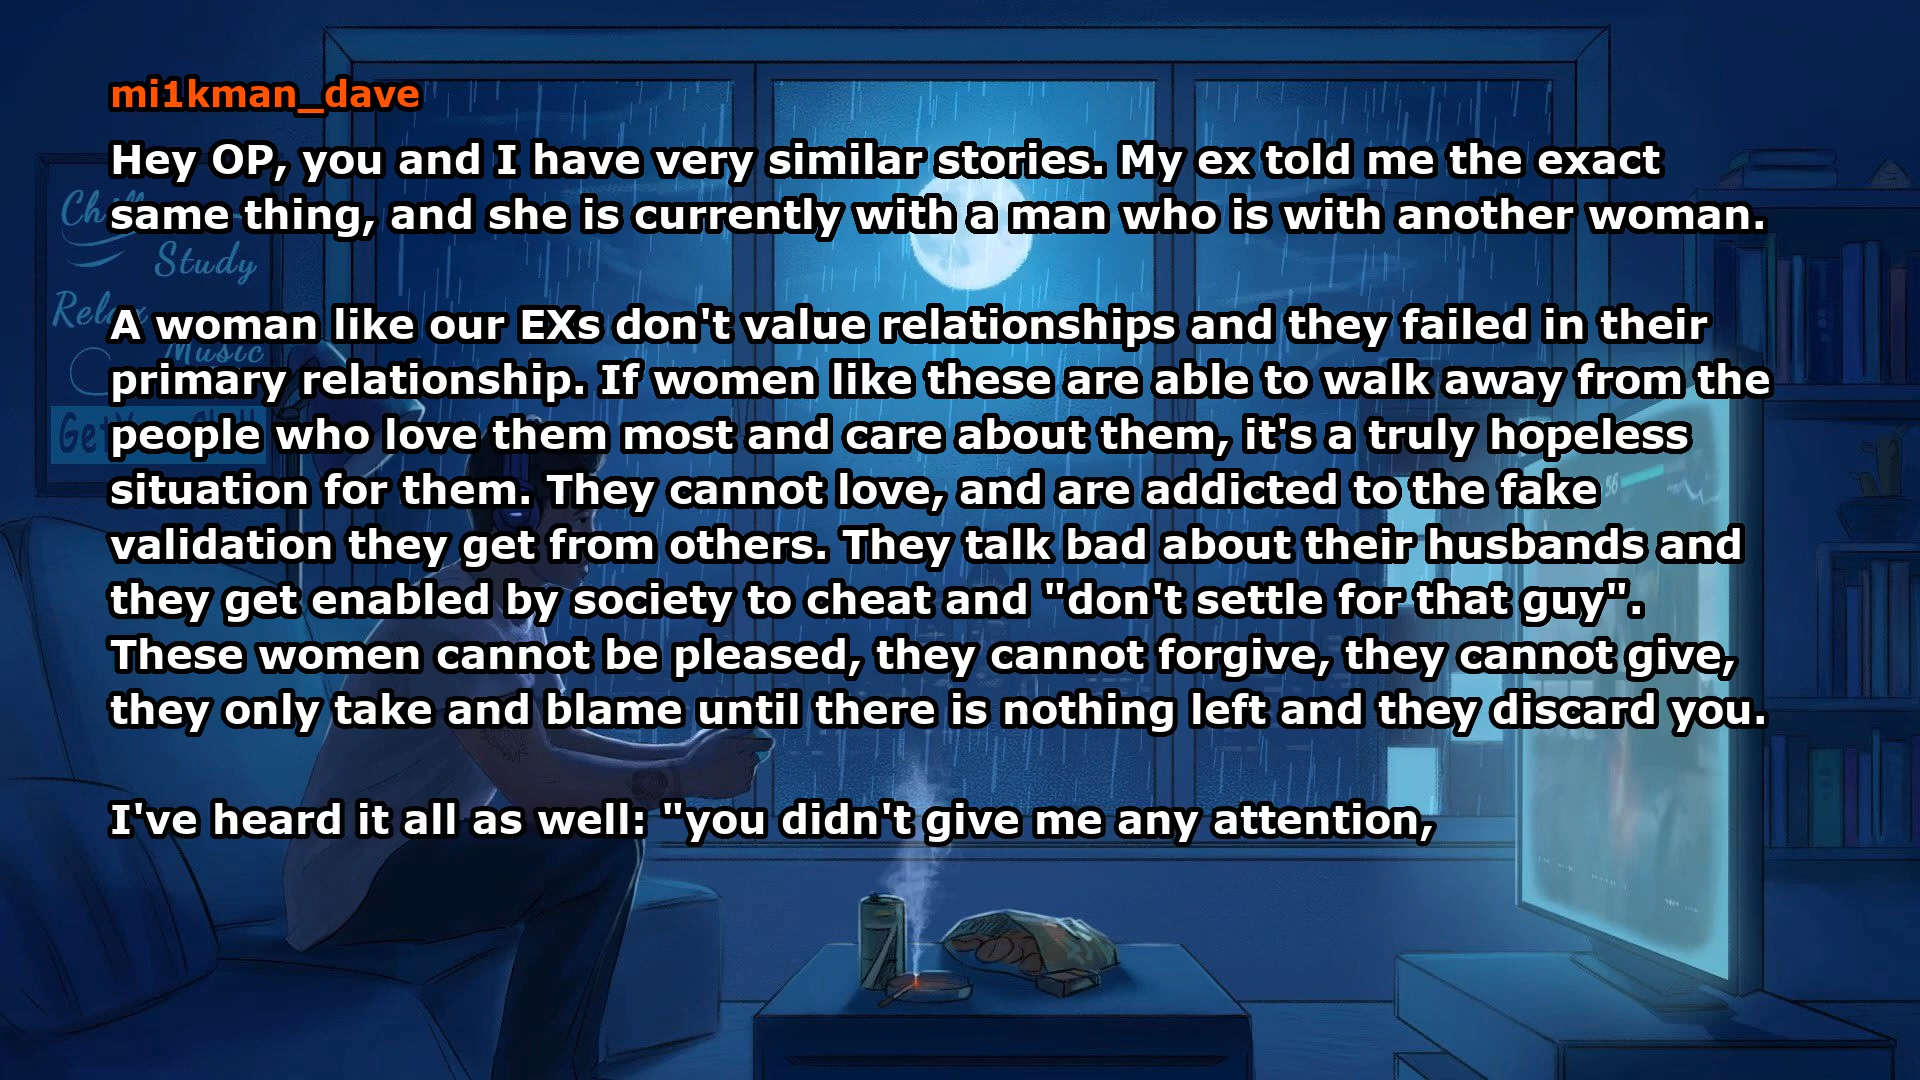 mi1kman_dave
Hey OP, you and I have very similar stories. My ex told me the exact
same thing, and she is currently with a man who is with another woman.
A woman like our EXs don't value relationships and they failed in their
primary relationship. If women like these are able to walk away from the
people who love them most and care about them, it's a truly hopeless
situation for them. They cannot love, and are addicted to the fake
validation they get from others. They talk bad about their husbands and
they get enabled by society to cheat and "don't settle for that guy".
These women cannot be pleased, they cannot forgive, they cannot give,
they only take and blame until there is nothing left and they discard you.
I've heard it all as well: "you didn't give me any attention,
Study
Relax
Music
56